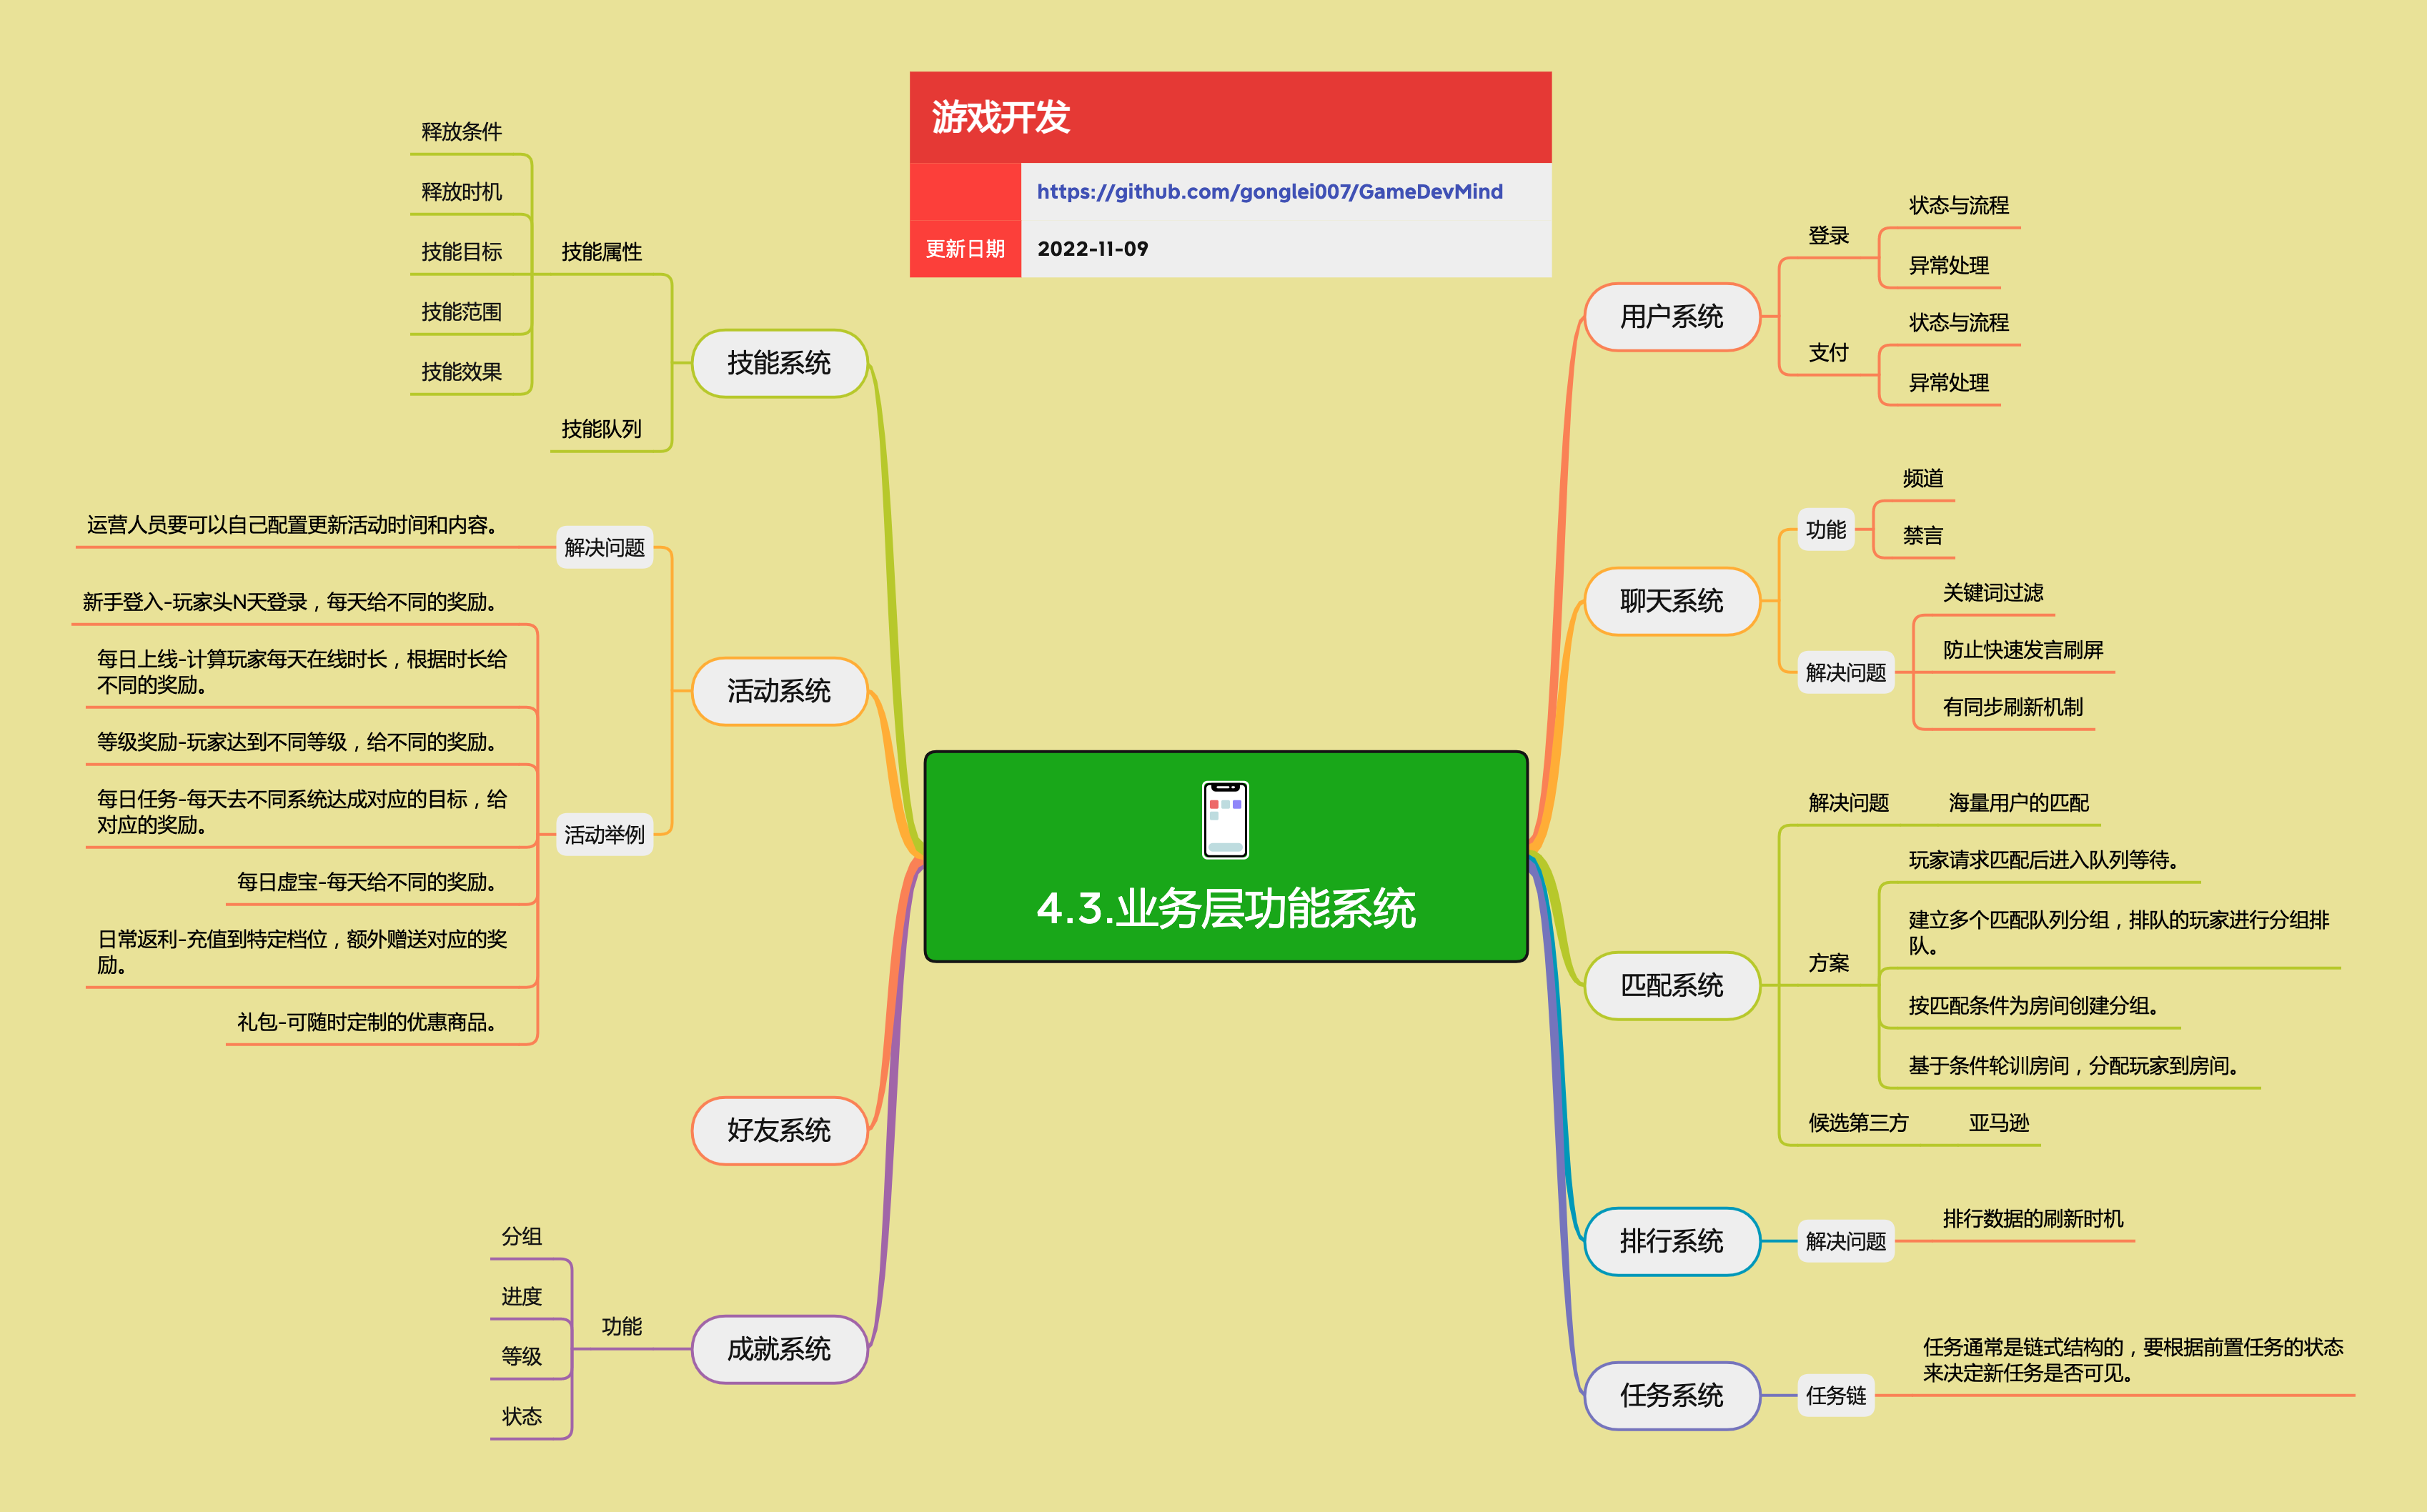 游戏开发
https://github.com/gonglei007/GameDevMind
更新日期
2022-11-09
4.3.业务层功能系统
用户系统
登录
状态与流程
异常处理
支付
状态与流程
异常处理
聊天系统
功能
频道
禁言
解决问题
关键词过滤
防止快速发言刷屏
有同步刷新机制
匹配系统
解决问题
海量用户的匹配
方案
玩家请求匹配后进入队列等待。
建立多个匹配队列分组，排队的玩家进行分组排
队。
按匹配条件为房间创建分组。
基于条件轮训房间，分配玩家到房间。
候选第三方
亚马逊
排行系统
解决问题
排行数据的刷新时机
任务系统
任务链
任务通常是链式结构的，要根据前置任务的状态
来决定新任务是否可见。
技能系统
技能属性
释放条件
释放时机
技能目标
技能范围
技能效果
技能队列
活动系统
解决问题
运营人员要可以自己配置更新活动时间和内容。
活动举例
新手登入-玩家头N天登录，每天给不同的奖励。
每日上线-计算玩家每天在线时长，根据时长给
不同的奖励。
等级奖励-玩家达到不同等级，给不同的奖励。
每日任务-每天去不同系统达成对应的目标，给
对应的奖励。
每日虚宝-每天给不同的奖励。
日常返利-充值到特定档位，额外赠送对应的奖
励。
礼包-可随时定制的优惠商品。
好友系统
成就系统
功能
分组
进度
等级
状态